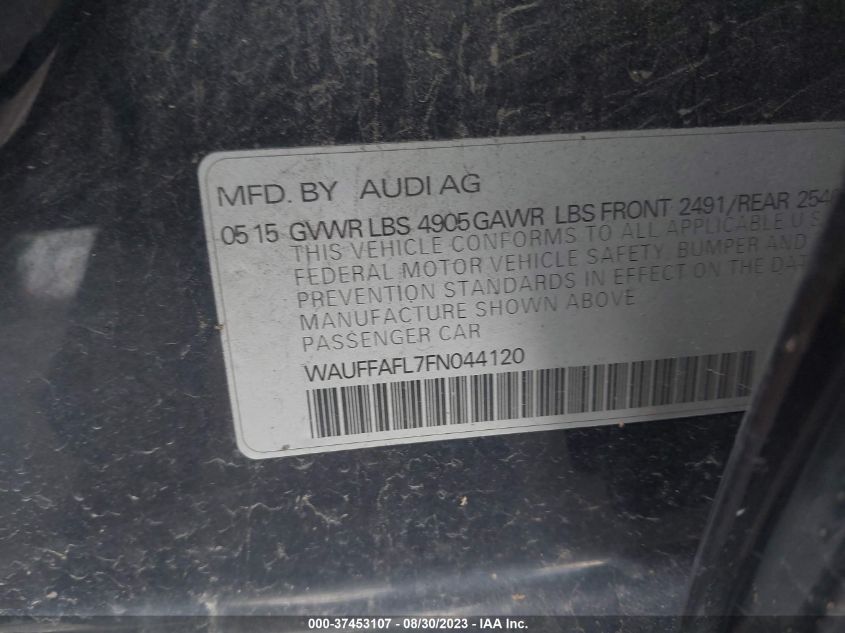 MFD. BY AUDI AG
05 15 GVWR LBS 4905 GAWR LBS FRONT 2491/REAR 254
THIS VEHICLE CONFORMS TO ALL APPLICABLE U.S
FEDERAL MOTOR VEHICLE SAFETY, BUMPER AND
PREVENTION STANDARDS IN EFFECT ON THE DAT
MANUFACTURE SHOWN ABOVE
PASSENGER CAR
WAUFFAFL7FN044120
000-37453107 - 08/30/2023 - IAA Inc.